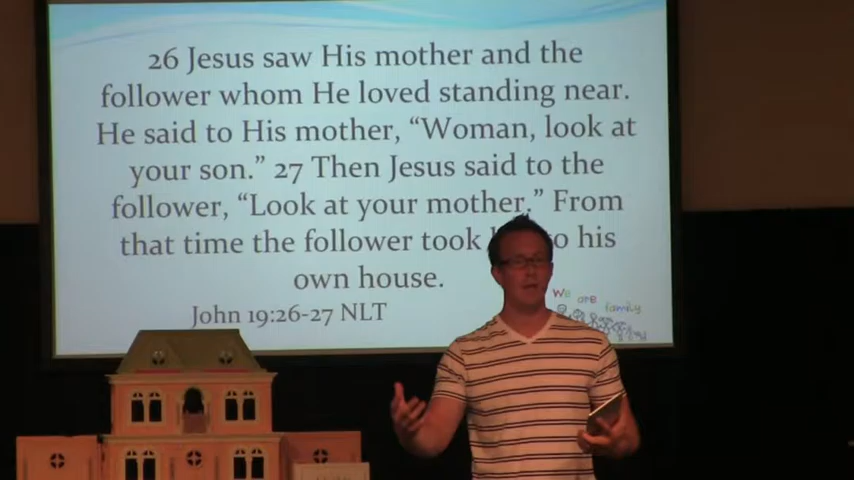 26 Jesus saw His mother and the
follower whom He loved standing near.
He said to His mother, “Woman, look at
your son.” 27 Then Jesus said to the
follower, “Look at your mother.” From
that time the follower took to his
own house.
John 19:26-27 NLT
We are family